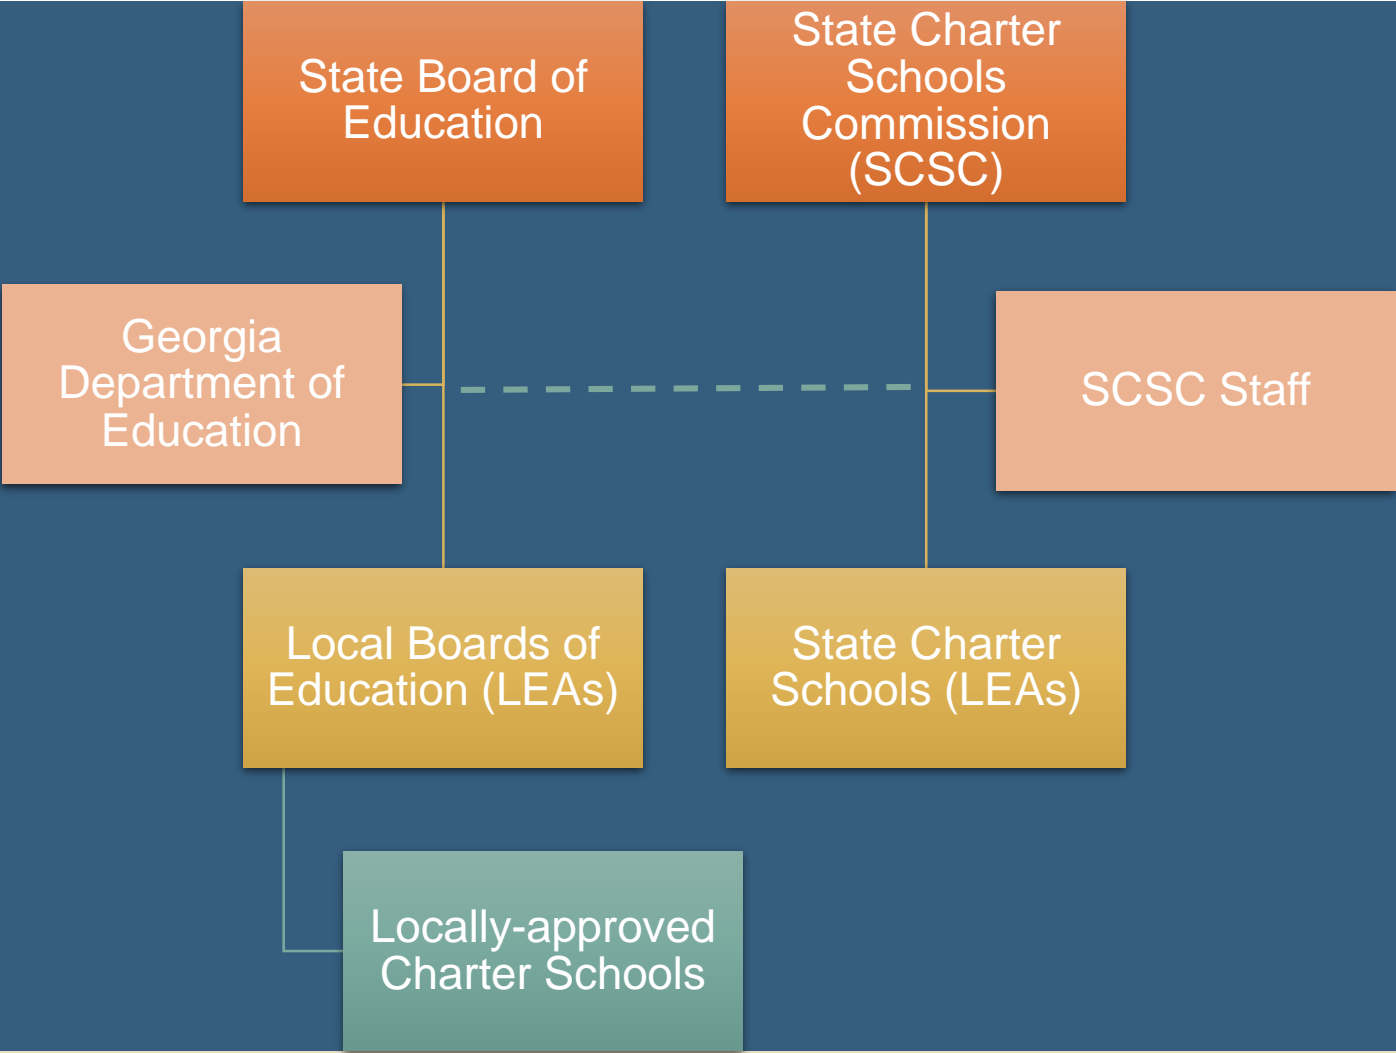 State Board of
Education
State Charter
Schools
Commission
(SCSC)
Georgia
Department of
Education
SCSC Staff
Local Boards of
Education (LEAs)
State Charter
Schools (LEAs)
Locally-approved
Charter Schools